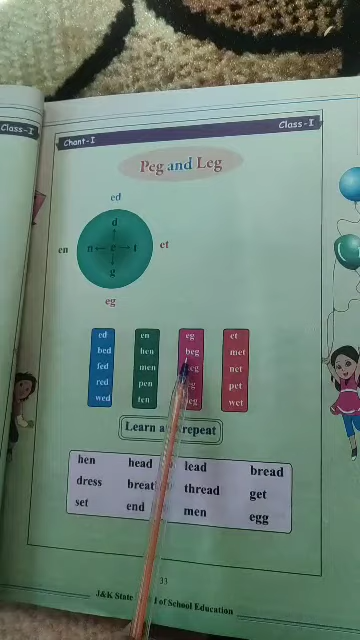 Class-I
Chant-I Class-I
Peg and Leg
ed
d
en n ← e → t et
g
eg
ed en eg et
bed hen beg met
fed men net
red pen pet
wed ten wet
Learn repeat
hen head lead bread
dress breath thread get
set end men egg
33
J&K State of School Education